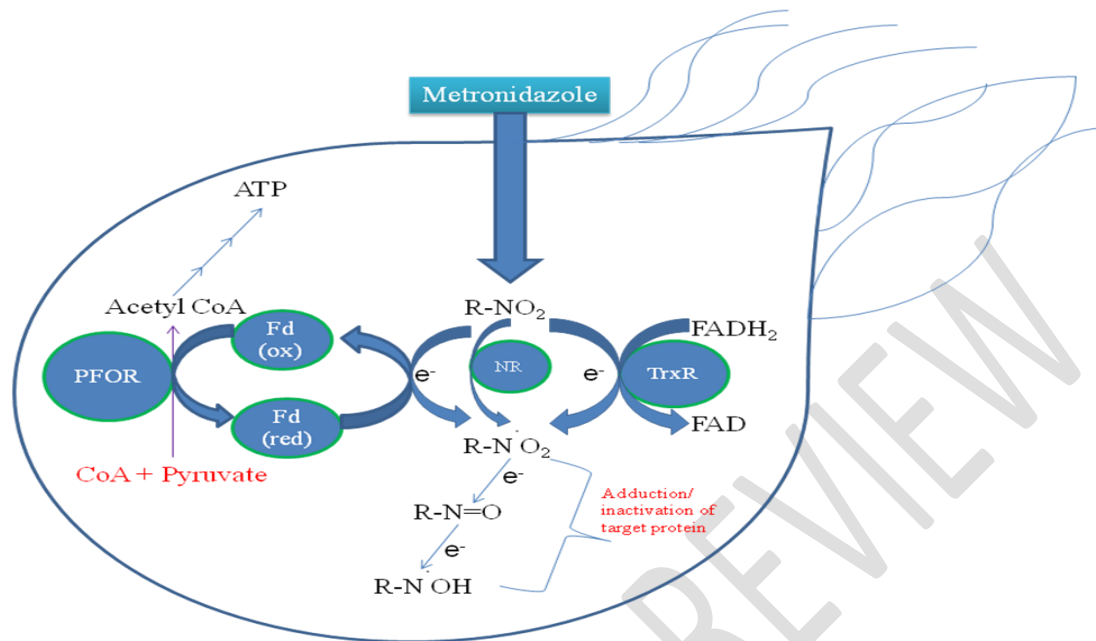 Metronidazole
ATP
Acetyl CoA
R-NO₂
Fd
(ox)
FADH₂
PFOR
e⁻
NR
e⁻
TrxR
Fd
(red)
FAD
CoA + Pyruvate
R-Ṅ O₂
e⁻
R-N=O
Adduction/
inactivation of
target protein
e⁻
R-Ṅ OH
REVIEW